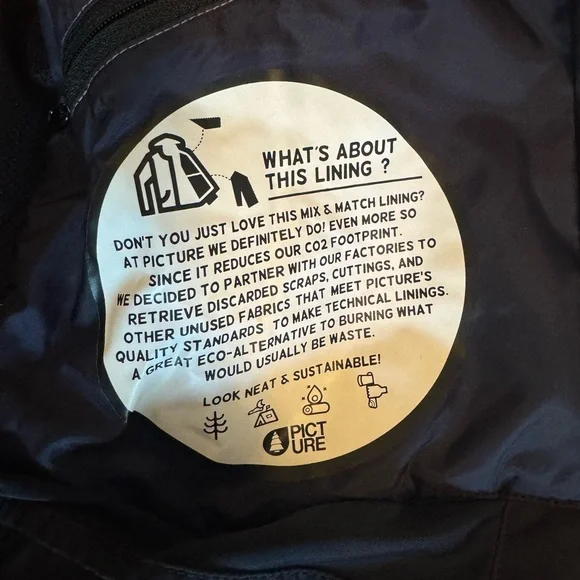 WHAT'S ABOUT
THIS LINING ?
DON'T YOU JUST LOVE THIS MIX & MATCH LINING?
AT PICTURE WE DEFINITELY DO! EVEN MORE SO
SINCE IT REDUCES OUR CO2 FOOTPRINT.
WE DECIDED TO PARTNER WITH OUR FACTORIES TO
RETRIEVE DISCARDED SCRAPS, CUTTINGS, AND
OTHER UNUSED FABRICS THAT MEET PICTURE'S
QUALITY STANDARDS TO MAKE TECHNICAL LININGS.
A GREAT ECO-ALTERNATIVE TO BURNING WHAT
WOULD USUALLY BE WASTE.
LOOK NEAT & SUSTAINABLE!
PICT
URE